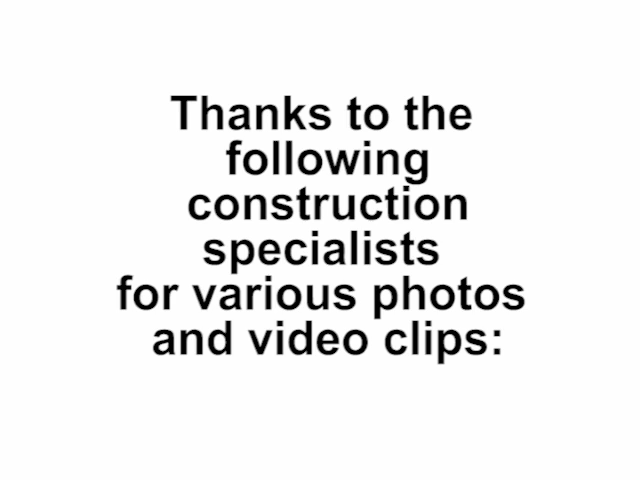 Thanks to the
following
construction
specialists
for various photos
and video clips: